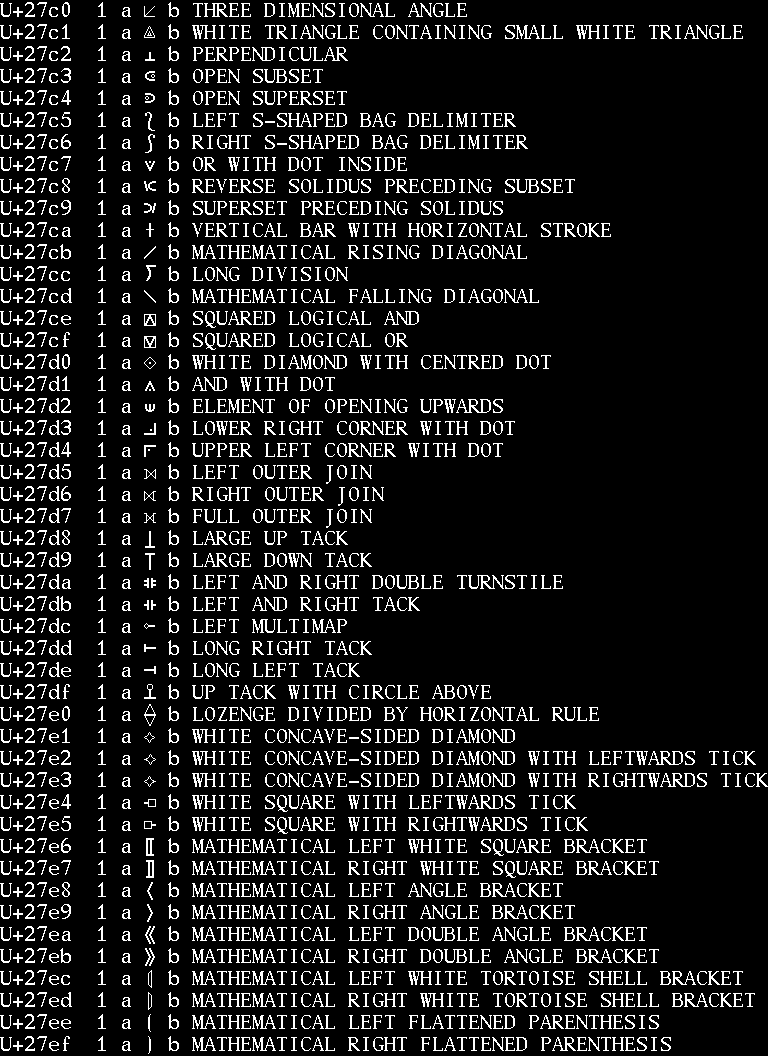 U+27c0 1 a ⟀ b THREE DIMENSIONAL ANGLE
U+27c1 1 a ⟁ b WHITE TRIANGLE CONTAINING SMALL WHITE TRIANGLE
U+27c2 1 a ⟂ b PERPENDICULAR
U+27c3 1 a ⟃ b OPEN SUBSET
U+27c4 1 a ⟄ b OPEN SUPERSET
U+27c5 1 a ⟅ b LEFT S-SHAPED BAG DELIMITER
U+27c6 1 a ⟆ b RIGHT S-SHAPED BAG DELIMITER
U+27c7 1 a ⟇ b OR WITH DOT INSIDE
U+27c8 1 a ⟈ b REVERSE SOLIDUS PRECEDING SUBSET
U+27c9 1 a ⟉ b SUPERSET PRECEDING SOLIDUS
U+27ca 1 a ⟊ b VERTICAL BAR WITH HORIZONTAL STROKE
U+27cb 1 a ⟋ b MATHEMATICAL RISING DIAGONAL
U+27cc 1 a ⟌ b LONG DIVISION
U+27cd 1 a ⟍ b MATHEMATICAL FALLING DIAGONAL
U+27ce 1 a ⟎ b SQUARED LOGICAL AND
U+27cf 1 a ⟏ b SQUARED LOGICAL OR
U+27d0 1 a ⟐ b WHITE DIAMOND WITH CENTRED DOT
U+27d1 1 a ⟑ b AND WITH DOT
U+27d2 1 a ⟒ b ELEMENT OF OPENING UPWARDS
U+27d3 1 a ⟓ b LOWER RIGHT CORNER WITH DOT
U+27d4 1 a ⟔ b UPPER LEFT CORNER WITH DOT
U+27d5 1 a ⟕ b LEFT OUTER JOIN
U+27d6 1 a ⟖ b RIGHT OUTER JOIN
U+27d7 1 a ⟗ b FULL OUTER JOIN
U+27d8 1 a ⟘ b LARGE UP TACK
U+27d9 1 a ⟙ b LARGE DOWN TACK
U+27da 1 a ⟚ b LEFT AND RIGHT DOUBLE TURNSTILE
U+27db 1 a ⟛ b LEFT AND RIGHT TACK
U+27dc 1 a ⟜ b LEFT MULTIMAP
U+27dd 1 a ⟝ b LONG RIGHT TACK
U+27de 1 a ⟞ b LONG LEFT TACK
U+27df 1 a ⟟ b UP TACK WITH CIRCLE ABOVE
U+27e0 1 a ⟠ b LOZENGE DIVIDED BY HORIZONTAL RULE
U+27e1 1 a ⟡ b WHITE CONCAVE-SIDED DIAMOND
U+27e2 1 a ⟢ b WHITE CONCAVE-SIDED DIAMOND WITH LEFTWARDS TICK
U+27e3 1 a ⟣ b WHITE CONCAVE-SIDED DIAMOND WITH RIGHTWARDS TICK
U+27e4 1 a ⟤ b WHITE SQUARE WITH LEFTWARDS TICK
U+27e5 1 a ⟥ b WHITE SQUARE WITH RIGHTWARDS TICK
U+27e6 1 a ⟦ b MATHEMATICAL LEFT WHITE SQUARE BRACKET
U+27e7 1 a ⟧ b MATHEMATICAL RIGHT WHITE SQUARE BRACKET
U+27e8 1 a ⟨ b MATHEMATICAL LEFT ANGLE BRACKET
U+27e9 1 a ⟩ b MATHEMATICAL RIGHT ANGLE BRACKET
U+27ea 1 a ⟪ b MATHEMATICAL LEFT DOUBLE ANGLE BRACKET
U+27eb 1 a ⟫ b MATHEMATICAL RIGHT DOUBLE ANGLE BRACKET
U+27ec 1 a ⟬ b MATHEMATICAL LEFT WHITE TORTOISE SHELL BRACKET
U+27ed 1 a ⟭ b MATHEMATICAL RIGHT WHITE TORTOISE SHELL BRACKET
U+27ee 1 a ⟮ b MATHEMATICAL LEFT FLATTENED PARENTHESIS
U+27ef 1 a ⟯ b MATHEMATICAL RIGHT FLATTENED PARENTHESIS